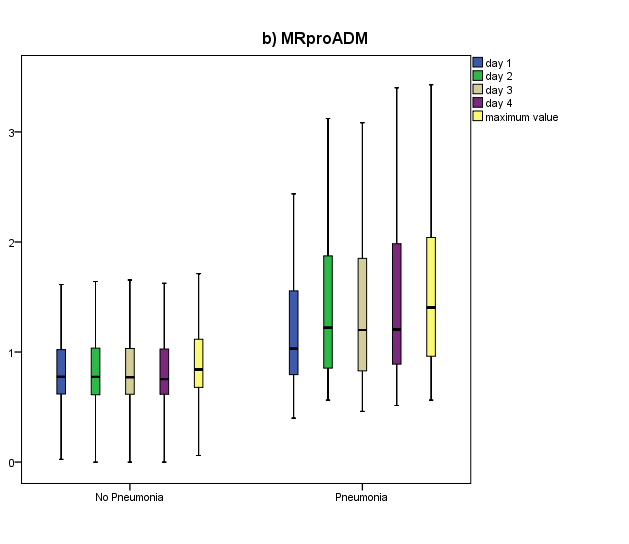 b) MRproADM
day 1
day 2
day 3
day 4
maximum value
3
2
1
0
No Pneumonia
Pneumonia